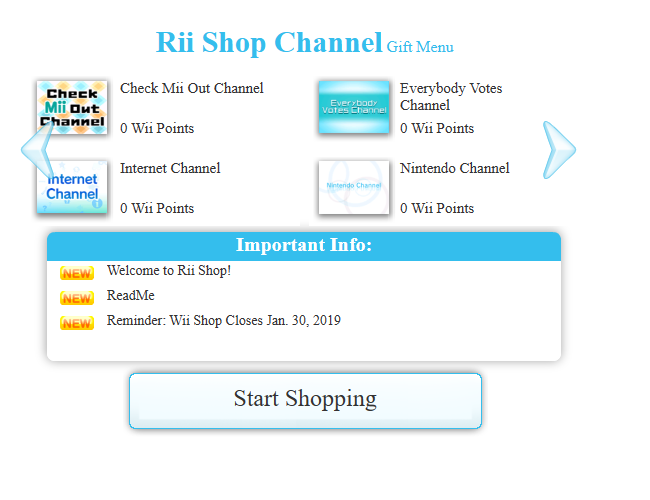 Rii Shop Channel Gift Menu
Check Mii Out Channel
Check
Mii Out
Channel
0 Wii Points
Everybody Votes
Channel
Everybody
Votes Channel
0 Wii Points
Internet Channel
Internet
Channel
0 Wii Points
Nintendo Channel
Nintendo Channel
0 Wii Points
Important Info:
NEW Welcome to Rii Shop!
NEW ReadMe
NEW Reminder: Wii Shop Closes Jan. 30, 2019
Start Shopping